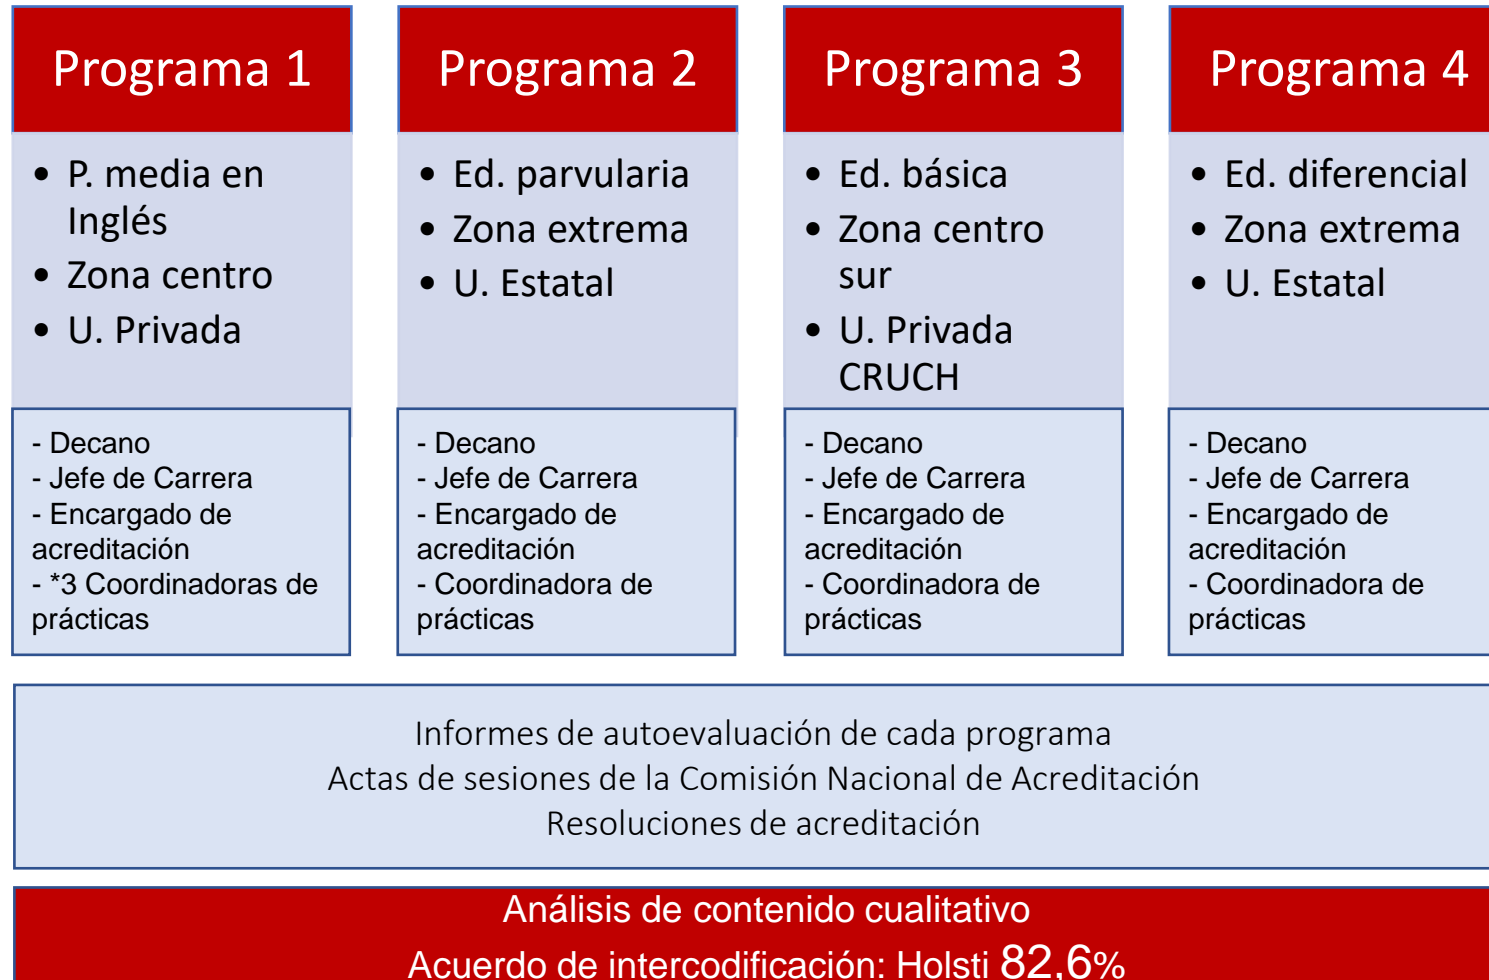 Programa 1
• P. media en
Inglés
• Zona centro
• U. Privada
- Decano
- Jefe de Carrera
- Encargado de
acreditación
- *3 Coordinadoras de
prácticas
Programa 2
• Ed. parvularia
• Zona extrema
• U. Estatal
- Decano
- Jefe de Carrera
- Encargado de
acreditación
- Coordinadora de
prácticas
Programa 3
• Ed. básica
• Zona centro
sur
• U. Privada
CRUCH
- Decano
- Jefe de Carrera
- Encargado de
acreditación
- Coordinadora de
prácticas
Programa 4
• Ed. diferencial
• Zona extrema
• U. Estatal
- Decano
- Jefe de Carrera
- Encargado de
acreditación
- Coordinadora de
prácticas
Informes de autoevaluación de cada programa
Actas de sesiones de la Comisión Nacional de Acreditación
Resoluciones de acreditación
Análisis de contenido cualitativo
Acuerdo de intercodificación: Holsti 82,6%